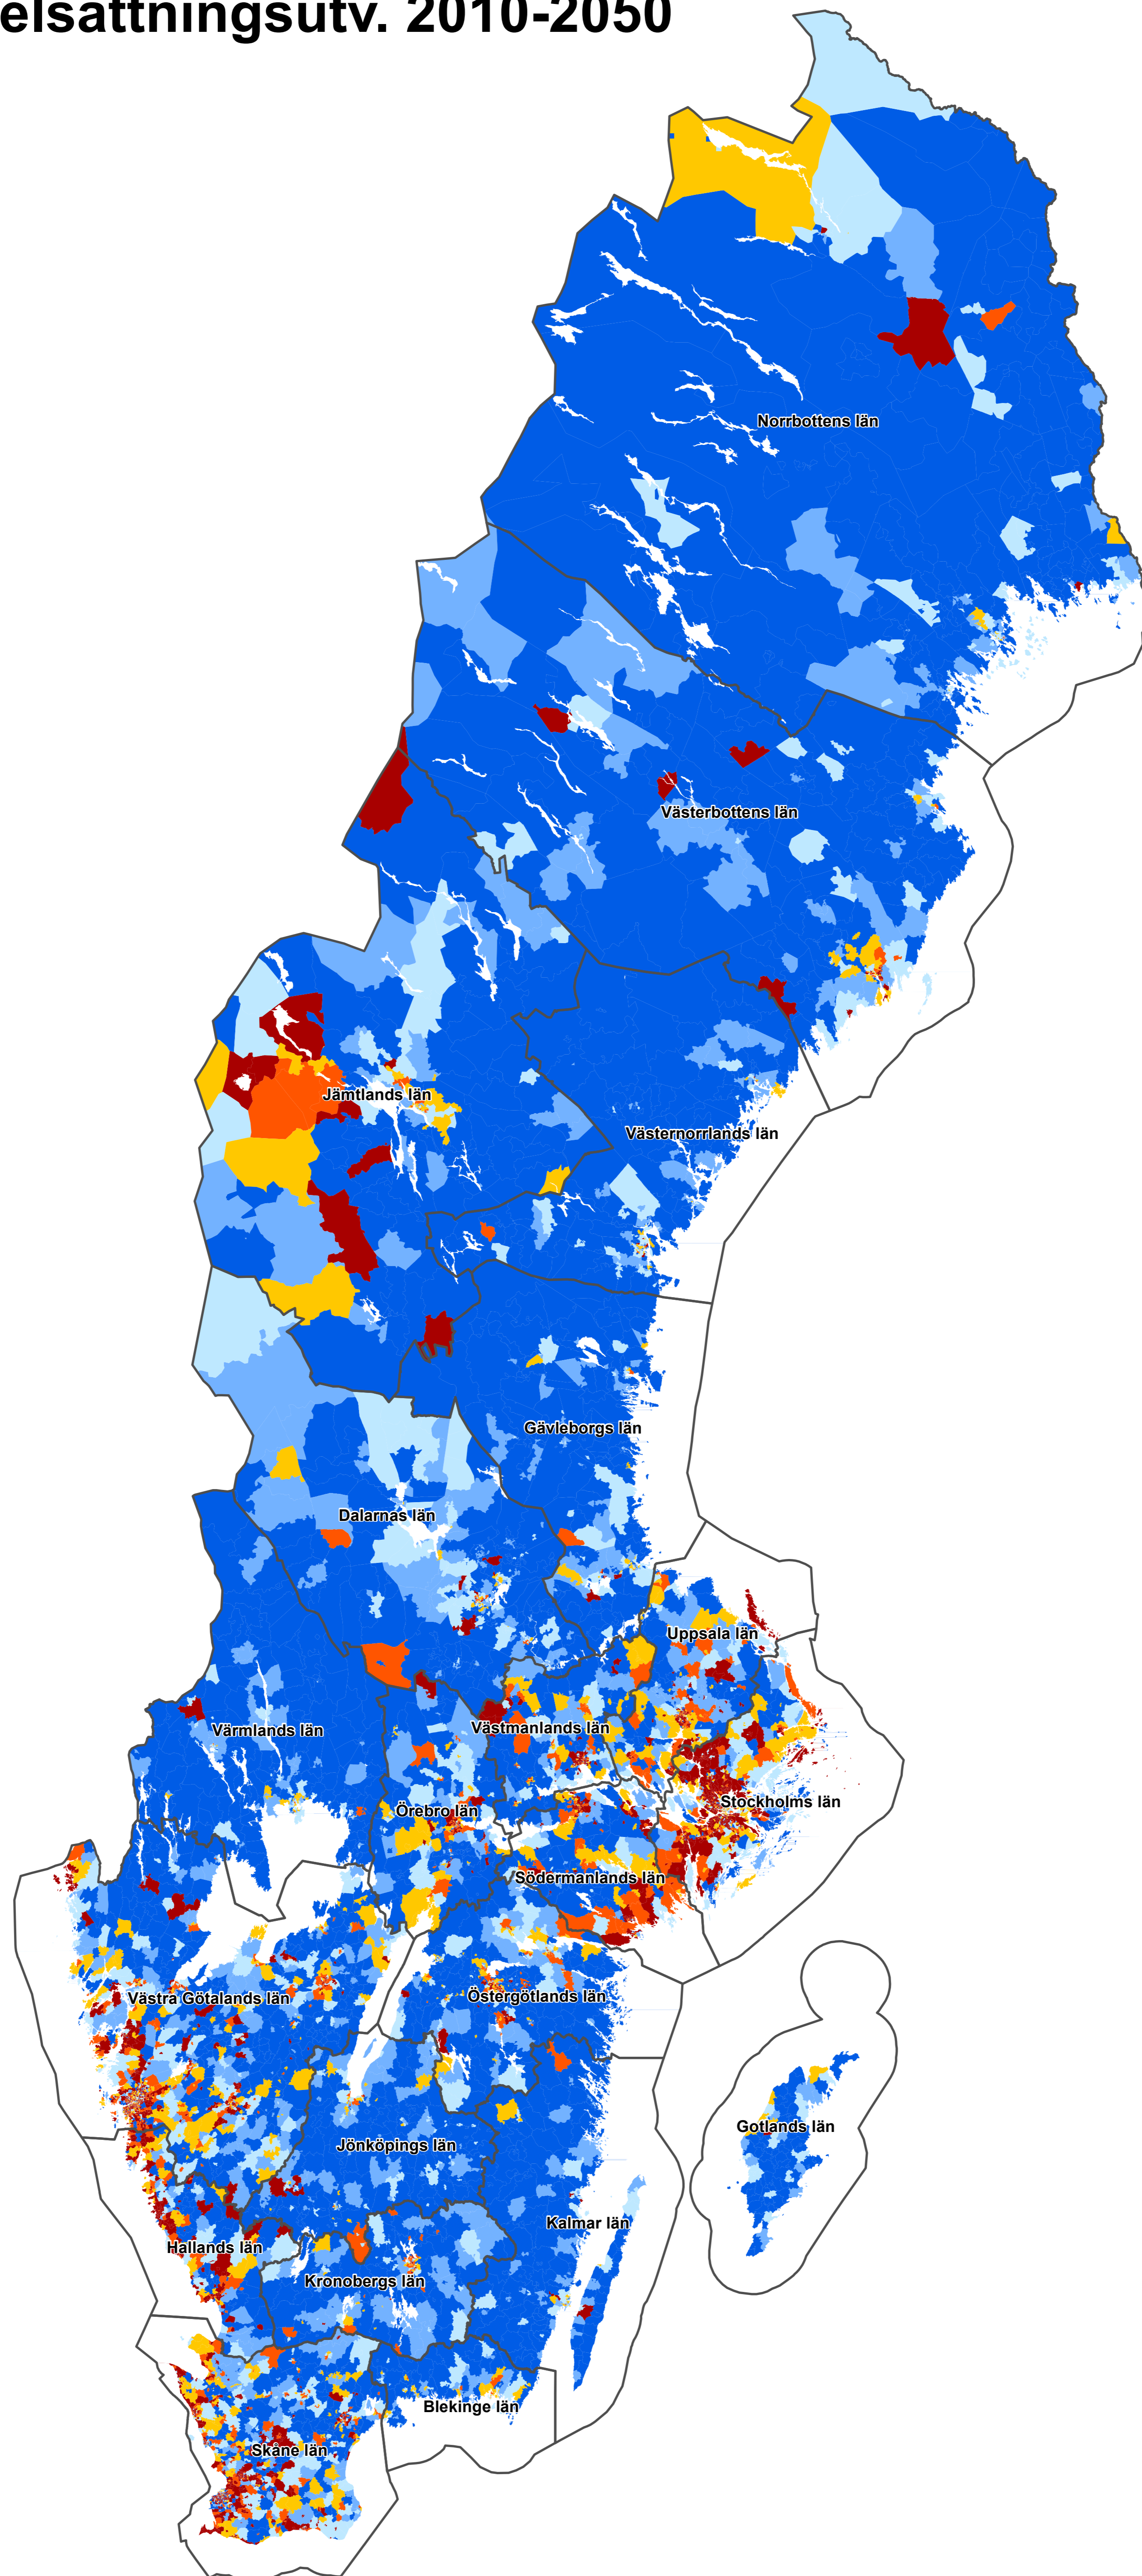 elsättningsutv. 2010-2050
Norrbottens län
Västerbottens län
Jämtlands län
Västernorrlands län
Gävleborgs län
Dalarnas län
Uppsala län
Västmanlands län
Värmlands län
Stockholms län
Örebro län
Södermanlands län
Östergötlands län
Västra Götalands län
Gotlands län
Jönköpings län
Kalmar län
Hallands län
Kronobergs län
Blekinge län
Skåne län